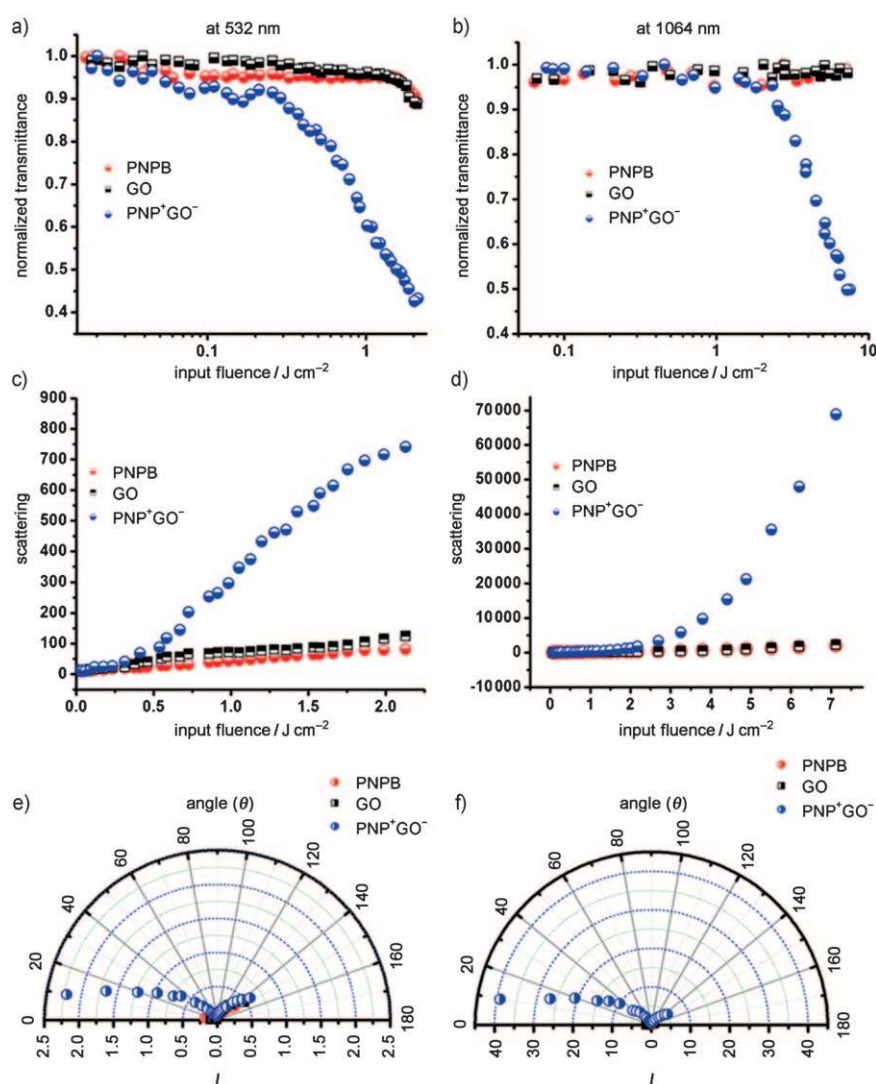 a) at 532 nm
1.0
0.9
0.8
0.7
0.6
0.5
0.4
normalized transmittance
PNPB
GO
PNP⁺GO⁻
0.1 1
input fluence / J cm⁻²
b) at 1064 nm
1.0
0.9
0.8
0.7
0.6
0.5
0.4
normalized transmittance
PNPB
GO
PNP⁺GO⁻
0.1 1 10
input fluence / J cm⁻²
c)
900
800
700
600
500
400
300
200
100
0
scattering
PNPB
GO
PNP⁺GO⁻
0.0 0.5 1.0 1.5 2.0
input fluence / J cm⁻²
d)
70000
60000
50000
40000
30000
20000
10000
0
-10000
scattering
PNPB
GO
PNP⁺GO⁻
0 1 2 3 4 5 6 7
input fluence / J cm⁻²
e) angle (θ)
PNPB
GO
PNP⁺GO⁻
0 20 40 60 80 100 120 140 160 180
2.5 2.0 1.5 1.0 0.5 0.0 0.5 1.0 1.5 2.0 2.5
I
f) angle (θ)
PNPB
GO
PNP⁺GO⁻
0 20 40 60 80 100 120 140 160 180
40 30 20 10 0 10 20 30 40
I